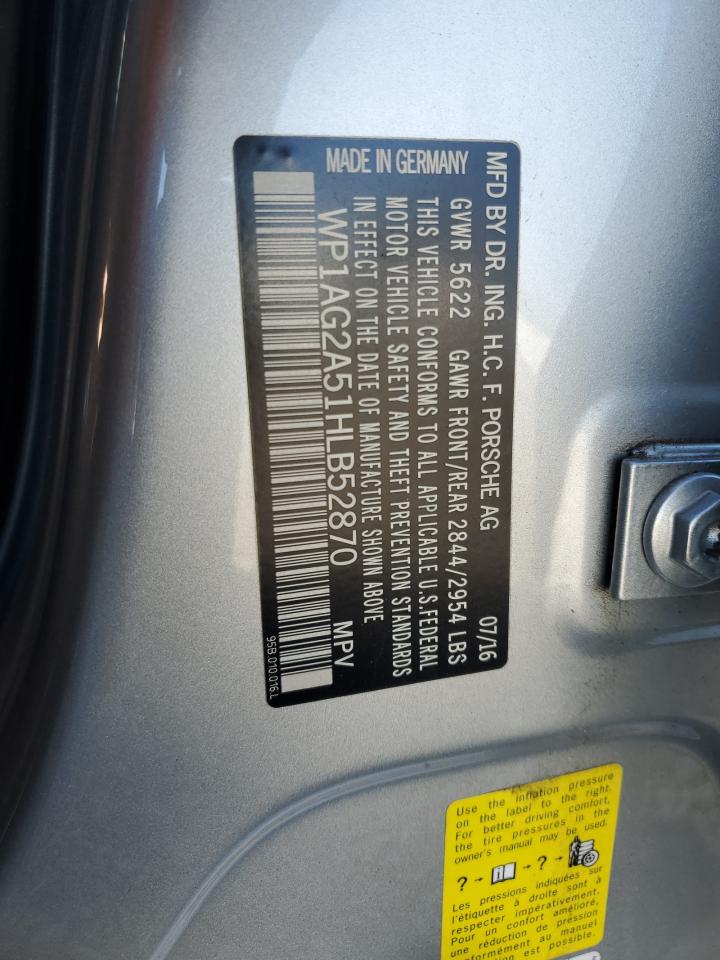 MFD BY DR. ING. H.C. F. PORSCHE AG
MADE IN GERMANY 07/16
GVWR 5622 GAWR FRONT/REAR 2844/2954 LBS
THIS VEHICLE CONFORMS TO ALL APPLICABLE U.S.FEDERAL
MOTOR VEHICLE SAFETY AND THEFT PREVENTION STANDARDS
IN EFFECT ON THE DATE OF MANUFACTURE SHOWN ABOVE
WP1AG2A51HLB52870 MPV
95B.010.016.L
Use the inflation pressure
on the label to the right.
For better driving comfort,
the tire pressures in the
owner's manual may be used.
? - i - ? -
Les pressions indiquées sur
l'étiquette à droite sont à
respecter impérativement.
Pour un confort amélioré,
une réduction de pression
conformément au manuel
est possible.